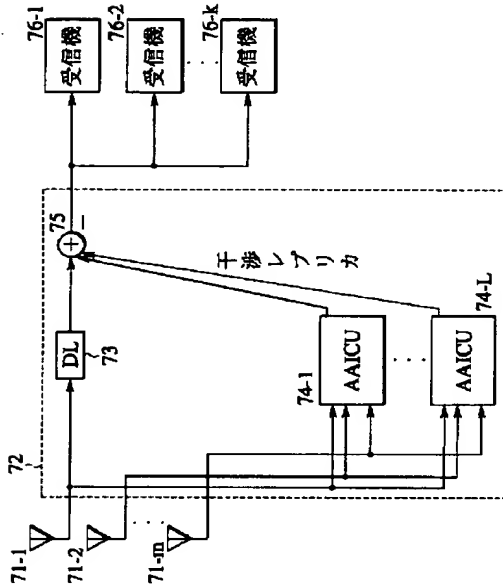 72
71-1
71-2
71-m
DL
73
75
+
−
干渉レプリカ
74-1
AAICU
74-L
AAICU
76-1
受信機
76-2
受信機
76-k
受信機